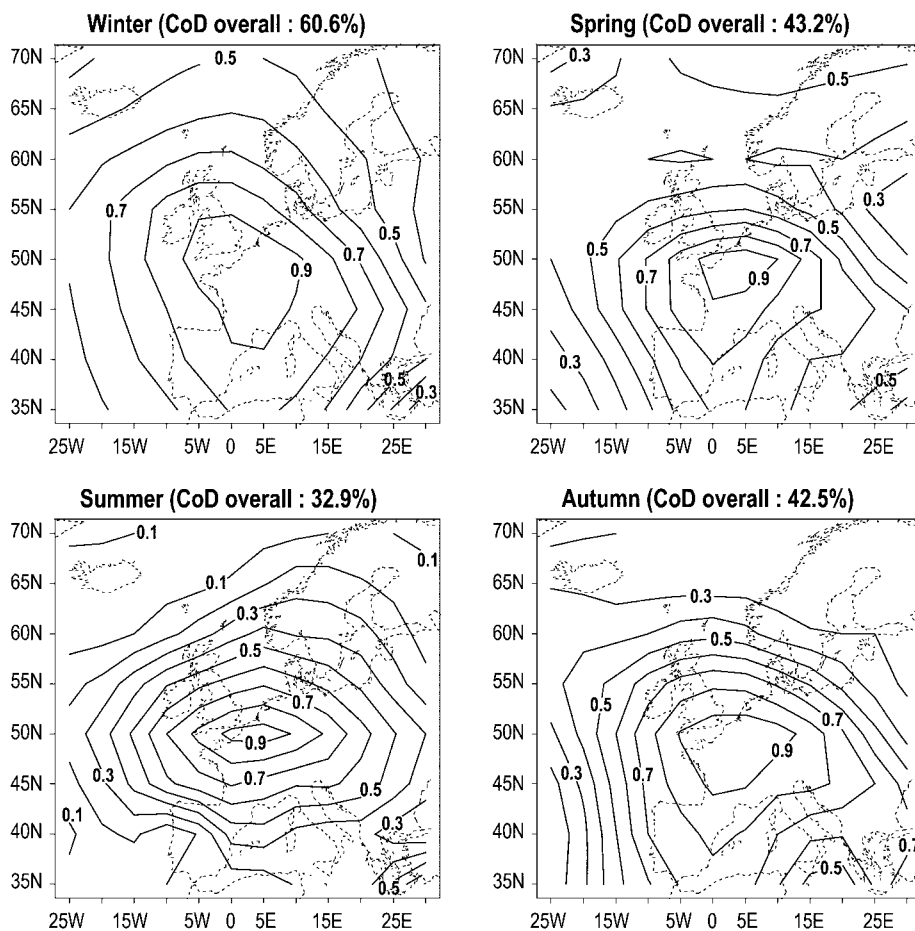 Winter (CoD overall : 60.6%)
70N
65N
60N
55N
50N
45N
40N
35N
0.5
0.7
0.5
0.7
0.9
0.5
0.3
25W 15W 5W 0 5E 15E 25E
Spring (CoD overall : 43.2%)
70N
65N
60N
55N
50N
45N
40N
35N
0.3
0.5
0.3
0.5
0.5
0.7
0.7
0.9
0.3
0.5
25W 15W 5W 0 5E 15E 25E
Summer (CoD overall : 32.9%)
70N
65N
60N
55N
50N
45N
40N
35N
0.1
0.1
0.1
0.3
0.5
0.7
0.9
0.3
0.7
0.5
0.1
0.3
0.5
25W 15W 5W 0 5E 15E 25E
Autumn (CoD overall : 42.5%)
70N
65N
60N
55N
50N
45N
40N
35N
0.3
0.5
0.5
0.7
0.9
0.3
0.7
0.7
0.5
25W 15W 5W 0 5E 15E 25E